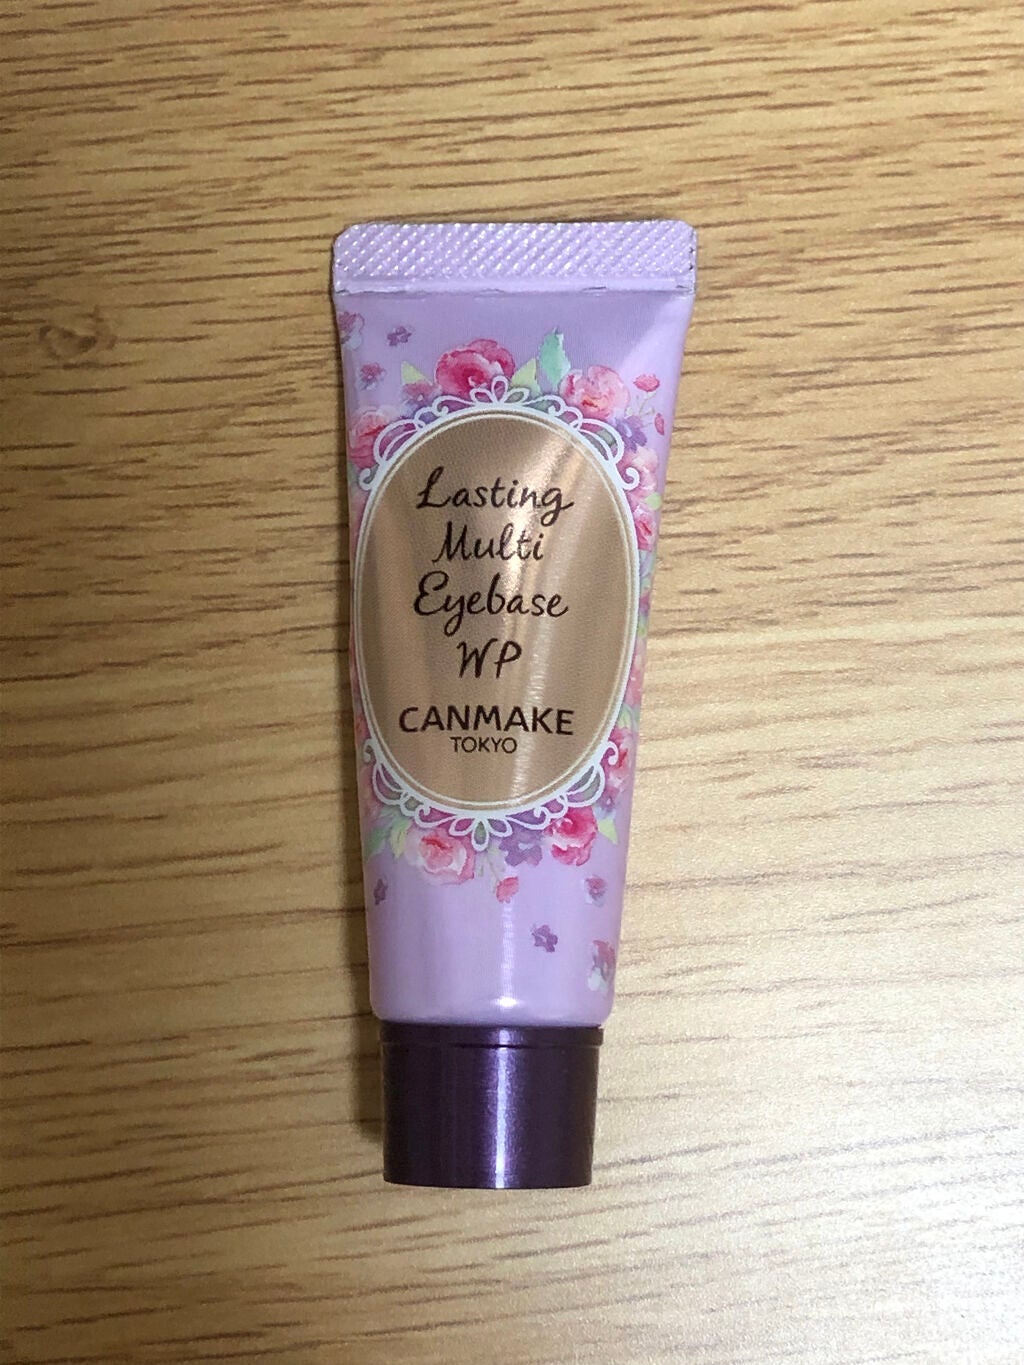 Lasting
Multi
Eyebase
WP
CANMAKE
TOKYO